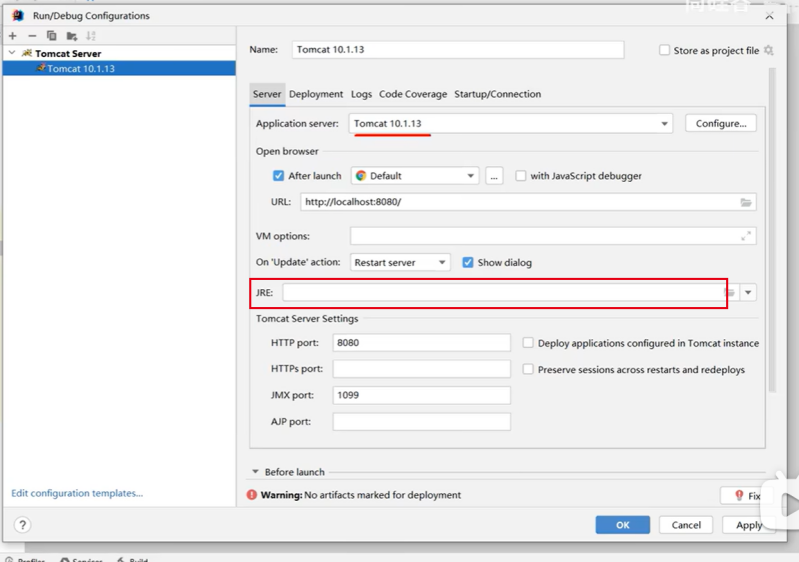 Run/Debug Configurations
Tomcat Server
Tomcat 10.1.13
Name: Tomcat 10.1.13 Store as project file
Server Deployment Logs Code Coverage Startup/Connection
Application server: Tomcat 10.1.13 Configure...
Open browser
After launch Default ... with JavaScript debugger
URL: http://localhost:8080/
VM options:
On 'Update' action: Restart server Show dialog
JRE:
Tomcat Server Settings
HTTP port: 8080 Deploy applications configured in Tomcat instance
HTTPs port: Preserve sessions across restarts and redeploys
JMX port: 1099
AJP port:
Before launch
Edit configuration templates...
Warning: No artifacts marked for deployment Fix
? OK Cancel Apply
Profiler Services Build